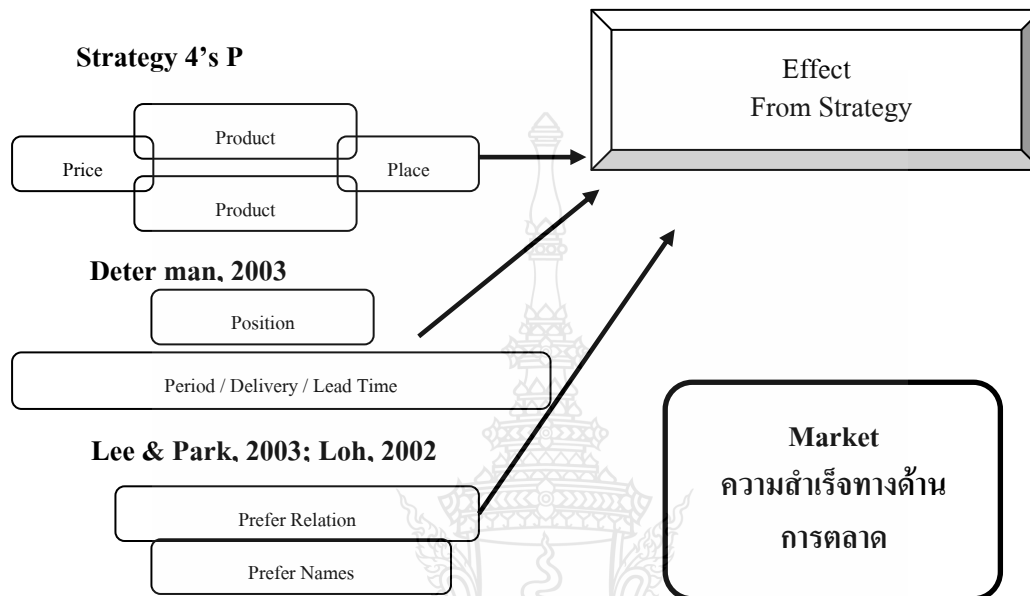 Strategy 4’s P
Product
Price
Place
Product
Effect
From Strategy
Deter man, 2003
Position
Period / Delivery / Lead Time
Lee & Park, 2003; Loh, 2002
Prefer Relation
Prefer Names
Market
ความสำเร็จทางด้าน
การตลาด